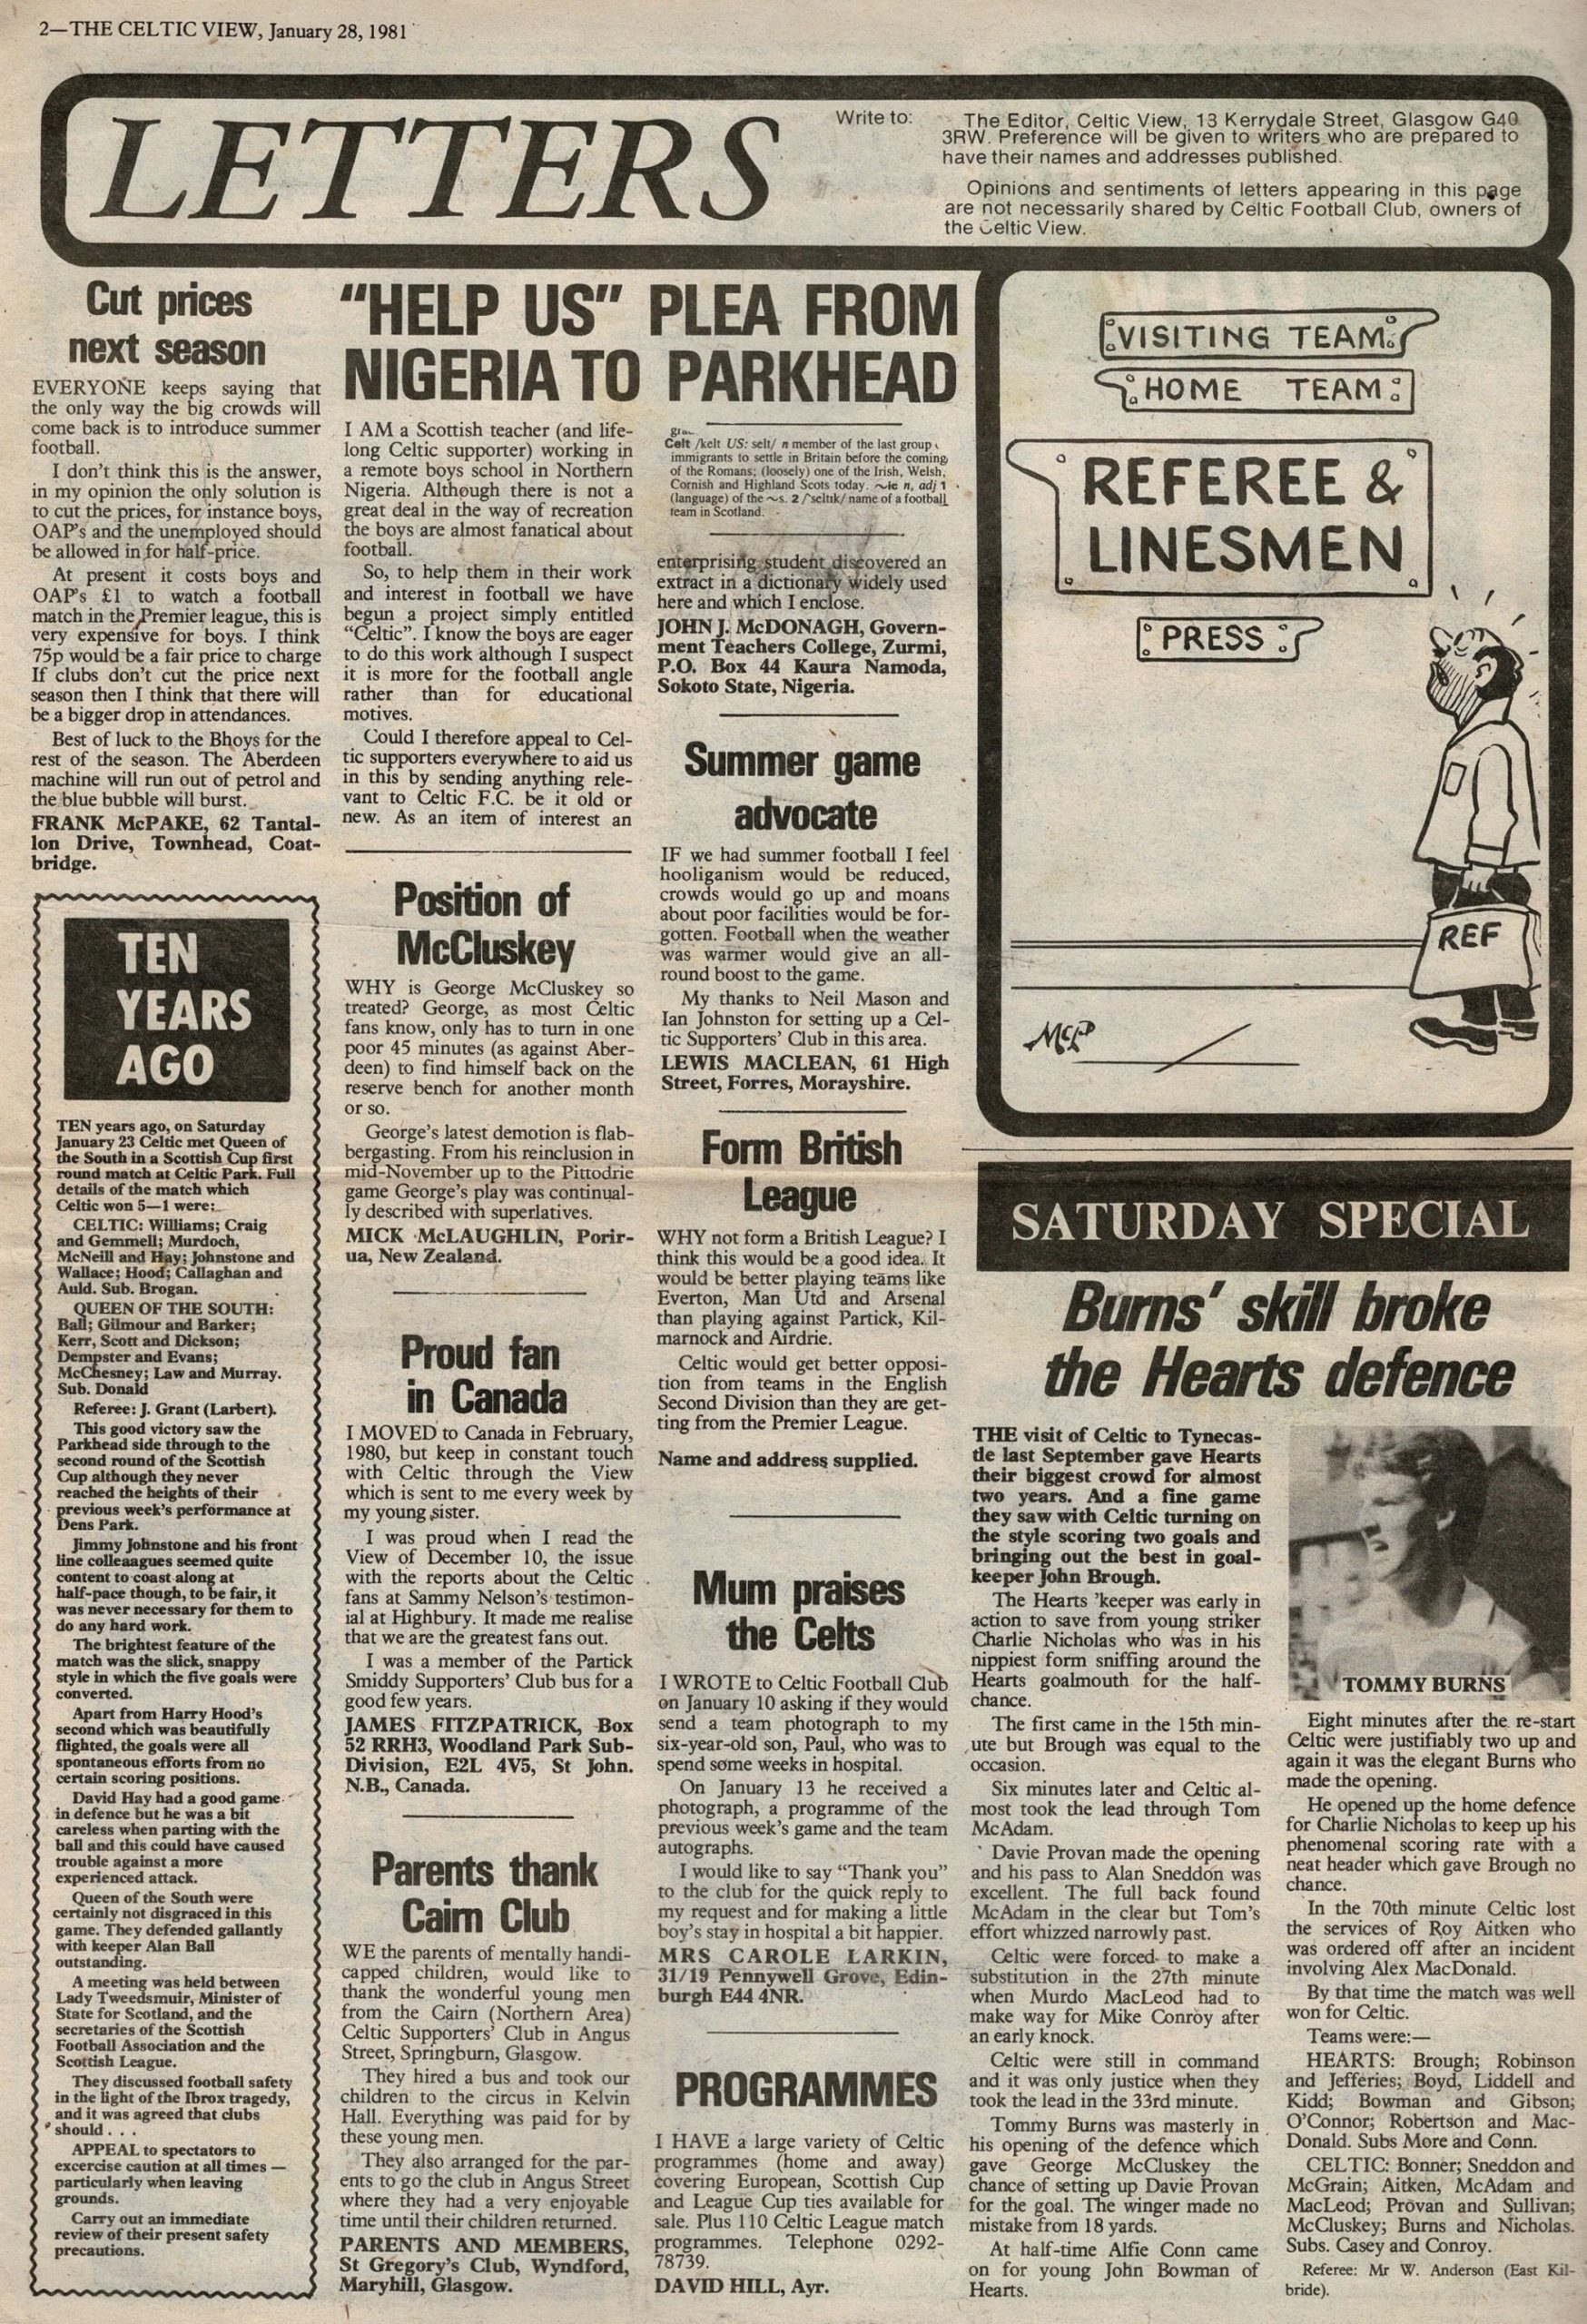 2—THE CELTIC VIEW, January 28, 1981
LETTERS
Write to:
The Editor, Celtic View, 13 Kerrydale Street, Glasgow G40
3RW. Preference will be given to writers who are prepared to
have their names and addresses published.
Opinions and sentiments of letters appearing in this page
are not necessarily shared by Celtic Football Club, owners of
the Celtic View.
Cut prices
next season
EVERYONE keeps saying that
the only way the big crowds will
come back is to introduce summer
football.
I don't think this is the answer,
in my opinion the only solution is
to cut the prices, for instance boys,
OAP's and the unemployed should
be allowed in for half-price.
At present it costs boys and
OAP's £1 to watch a football
match in the Premier league, this is
very expensive for boys. I think
75p would be a fair price to charge
If clubs don't cut the price next
season then I think that there will
be a bigger drop in attendances.
Best of luck to the Bhoys for the
rest of the season. The Aberdeen
machine will run out of petrol and
the blue bubble will burst.
FRANK McPAKE, 62 Tantal-
lon Drive, Townhead, Coat-
bridge.
TEN
YEARS
AGO
TEN years ago, on Saturday
January 23 Celtic met Queen of
the South in a Scottish Cup first
round match at Celtic Park. Full
details of the match which
Celtic won 5—1 were:
CELTIC: Williams; Craig
and Gemmell; Murdoch,
McNeill and Hay; Johnstone and
Wallace; Hood; Callaghan and
Auld. Sub. Brogan.
QUEEN OF THE SOUTH:
Ball; Gilmour and Barker;
Kerr, Scott and Dickson;
Dempster and Evans;
McChesney; Law and Murray.
Sub. Donald
Referee: J. Grant (Larbert).
This good victory saw the
Parkhead side through to the
second round of the Scottish
Cup although they never
reached the heights of their
previous week's performance at
Dens Park.
Jimmy Johnstone and his front
line colleaagues seemed quite
content to coast along at
half-pace though, to be fair, it
was never necessary for them to
do any hard work.
The brightest feature of the
match was the slick, snappy
style in which the five goals were
converted.
Apart from Harry Hood's
second which was beautifully
flighted, the goals were all
spontaneous efforts from no
certain scoring positions.
David Hay had a good game
in defence but he was a bit
careless when parting with the
ball and this could have caused
trouble against a more
experienced attack.
Queen of the South were
certainly not disgraced in this
game. They defended gallantly
with keeper Alan Ball
outstanding.
A meeting was held between
Lady Tweedsmuir, Minister of
State for Scotland, and the
secretaries of the Scottish
Football Association and the
Scottish League.
They discussed football safety
in the light of the Ibrox tragedy,
and it was agreed that clubs
should . . .
APPEAL to spectators to
excercise caution at all times —
particularly when leaving
grounds.
Carry out an immediate
review of their present safety
precautions.
"HELP US" PLEA FROM
NIGERIA TO PARKHEAD
I AM a Scottish teacher (and life-
long Celtic supporter) working in
a remote boys school in Northern
Nigeria. Although there is not a
great deal in the way of recreation
the boys are almost fanatical about
football.
So, to help them in their work
and interest in football we have
begun a project simply entitled
"Celtic". I know the boys are eager
to do this work although I suspect
it is more for the football angle
rather than for educational
motives.
Could I therefore appeal to Cel-
tic supporters everywhere to aid us
in this by sending anything rele-
vant to Celtic F.C. be it old or
new. As an item of interest an
Celt /kelt US: selt/ n member of the last group
immigrants to settle in Britain before the coming
of the Romans; (loosely) one of the Irish, Welsh,
Cornish and Highland Scots today. ~ic n, adj 1
(language) of the ~s. 2 /ˈseltɪk/ name of a football
team in Scotland.
enterprising student discovered an
extract in a dictionary widely used
here and which I enclose.
JOHN J. McDONAGH, Govern-
ment Teachers College, Zurmi,
P.O. Box 44 Kaura Namoda,
Sokoto State, Nigeria.
Position of
McCluskey
WHY is George McCluskey so
treated? George, as most Celtic
fans know, only has to turn in one
poor 45 minutes (as against Aber-
deen) to find himself back on the
reserve bench for another month
or so.
George's latest demotion is flab-
bergasting. From his reinclusion in
mid-November up to the Pittodrie
game George's play was continual-
ly described with superlatives.
MICK McLAUGHLIN, Porir-
ua, New Zealand.
Proud fan
in Canada
I MOVED to Canada in February,
1980, but keep in constant touch
with Celtic through the View
which is sent to me every week by
my young sister.
I was proud when I read the
View of December 10, the issue
with the reports about the Celtic
fans at Sammy Nelson's testimon-
ial at Highbury. It made me realise
that we are the greatest fans out.
I was a member of the Partick
Smiddy Supporters' Club bus for a
good few years.
JAMES FITZPATRICK, Box
52 RRH3, Woodland Park Sub-
Division, E2L 4V5, St John.
N.B., Canada.
Parents thank
Cairn Club
WE the parents of mentally handi-
capped children, would like to
thank the wonderful young men
from the Cairn (Northern Area)
Celtic Supporters' Club in Angus
Street, Springburn, Glasgow.
They hired a bus and took our
children to the circus in Kelvin
Hall. Everything was paid for by
these young men.
They also arranged for the par-
ents to go the club in Angus Street
where they had a very enjoyable
time until their children returned.
PARENTS AND MEMBERS,
St Gregory's Club, Wyndford,
Maryhill, Glasgow.
Summer game
advocate
IF we had summer football I feel
hooliganism would be reduced,
crowds would go up and moans
about poor facilities would be for-
gotten. Football when the weather
was warmer would give an all-
round boost to the game.
My thanks to Neil Mason and
Ian Johnston for setting up a Cel-
tic Supporters' Club in this area.
LEWIS MACLEAN, 61 High
Street, Forres, Morayshire.
Form British
League
WHY not form a British League? I
think this would be a good idea. It
would be better playing teams like
Everton, Man Utd and Arsenal
than playing against Partick, Kil-
marnock and Airdrie.
Celtic would get better opposi-
tion from teams in the English
Second Division than they are get-
ting from the Premier League.
Name and address supplied.
Mum praises
the Celts
I WROTE to Celtic Football Club
on January 10 asking if they would
send a team photograph to my
six-year-old son, Paul, who was to
spend some weeks in hospital.
On January 13 he received a
photograph, a programme of the
previous week's game and the team
autographs.
I would like to say "Thank you"
to the club for the quick reply to
my request and for making a little
boy's stay in hospital a bit happier.
MRS CAROLE LARKIN,
31/19 Pennywell Grove, Edin-
burgh E44 4NR.
PROGRAMMES
I HAVE a large variety of Celtic
programmes (home and away)
covering European, Scottish Cup
and League Cup ties available for
sale. Plus 110 Celtic League match
programmes. Telephone 0292-
78739.
DAVID HILL, Ayr.
VISITING TEAM
HOME TEAM
REFEREE &
LINESMEN
PRESS
REF
McP
SATURDAY SPECIAL
Burns' skill broke
the Hearts defence
THE visit of Celtic to Tynecas-
tle last September gave Hearts
their biggest crowd for almost
two years. And a fine game
they saw with Celtic turning on
the style scoring two goals and
bringing out the best in goal-
keeper John Brough.
The Hearts 'keeper was early in
action to save from young striker
Charlie Nicholas who was in his
nippiest form sniffing around the
Hearts goalmouth for the half-
chance.
The first came in the 15th min-
ute but Brough was equal to the
occasion.
Six minutes later and Celtic al-
most took the lead through Tom
McAdam.
Davie Provan made the opening
and his pass to Alan Sneddon was
excellent. The full back found
McAdam in the clear but Tom's
effort whizzed narrowly past.
Celtic were forced to make a
substitution in the 27th minute
when Murdo MacLeod had to
make way for Mike Conroy after
an early knock.
Celtic were still in command
and it was only justice when they
took the lead in the 33rd minute.
Tommy Burns was masterly in
his opening of the defence which
gave George McCluskey the
chance of setting up Davie Provan
for the goal. The winger made no
mistake from 18 yards.
At half-time Alfie Conn came
on for young John Bowman of
Hearts.
TOMMY BURNS
Eight minutes after the re-start
Celtic were justifiably two up and
again it was the elegant Burns who
made the opening.
He opened up the home defence
for Charlie Nicholas to keep up his
phenomenal scoring rate with a
neat header which gave Brough no
chance.
In the 70th minute Celtic lost
the services of Roy Aitken who
was ordered off after an incident
involving Alex MacDonald.
By that time the match was well
won for Celtic.
Teams were:—
HEARTS: Brough; Robinson
and Jefferies; Boyd, Liddell and
Kidd; Bowman and Gibson;
O'Connor; Robertson and Mac-
Donald. Subs More and Conn.
CELTIC: Bonner; Sneddon and
McGrain; Aitken, McAdam and
MacLeod; Provan and Sullivan;
McCluskey; Burns and Nicholas.
Subs. Casey and Conroy.
Referee: Mr W. Anderson (East Kil-
bride).